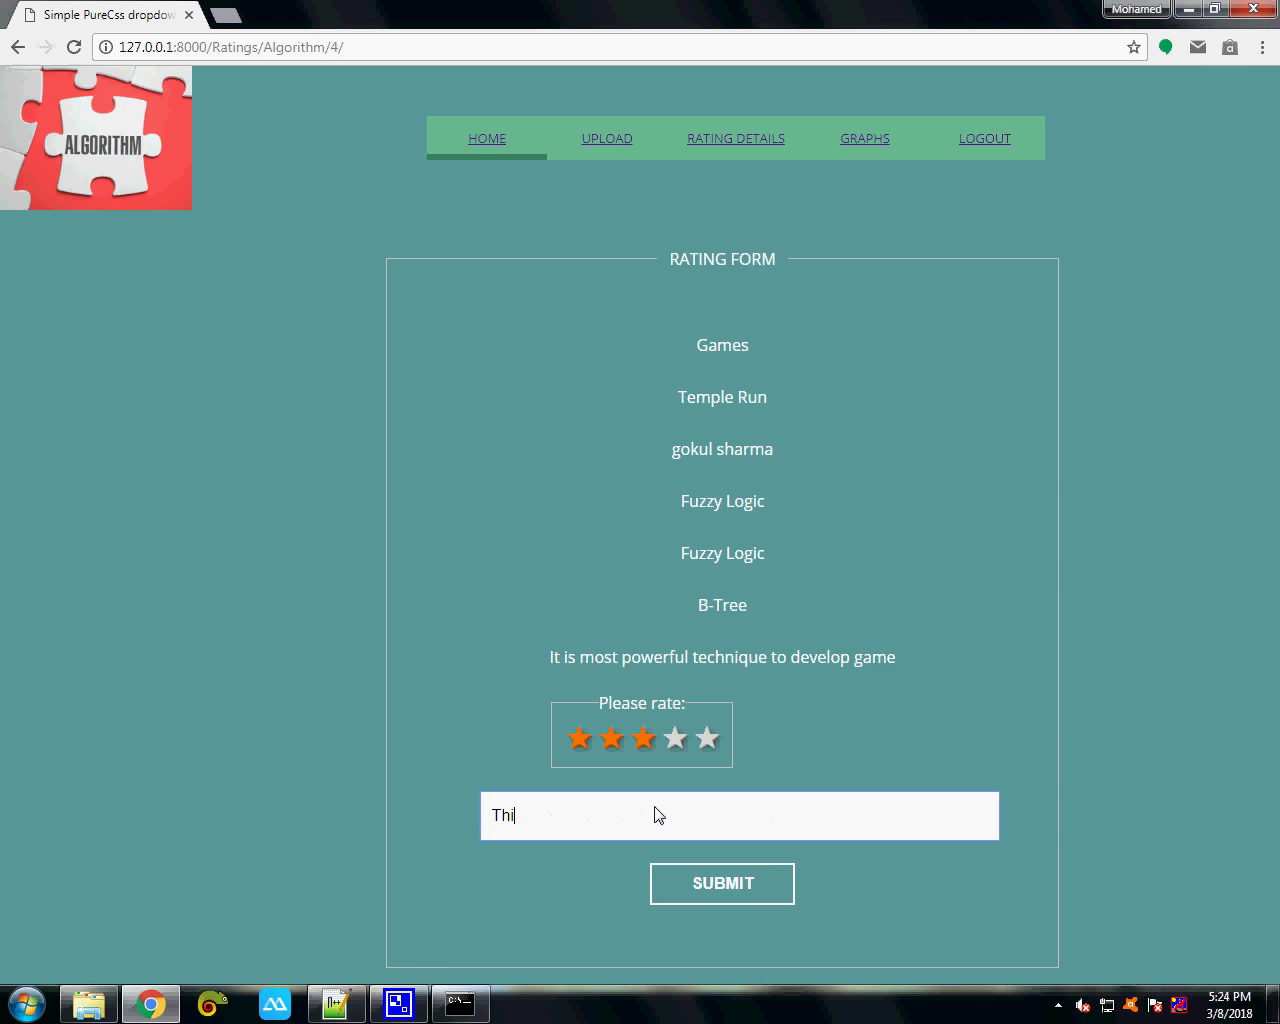 Simple PureCss dropdow
Mohamed
127.0.0.1:8000/Ratings/Algorithm/4/
ALGORITHM
HOME UPLOAD RATING DETAILS GRAPHS LOGOUT
RATING FORM
Games
Temple Run
gokul sharma
Fuzzy Logic
Fuzzy Logic
B-Tree
It is most powerful technique to develop game
Please rate:
Thi
SUBMIT
5:24 PM
3/8/2018